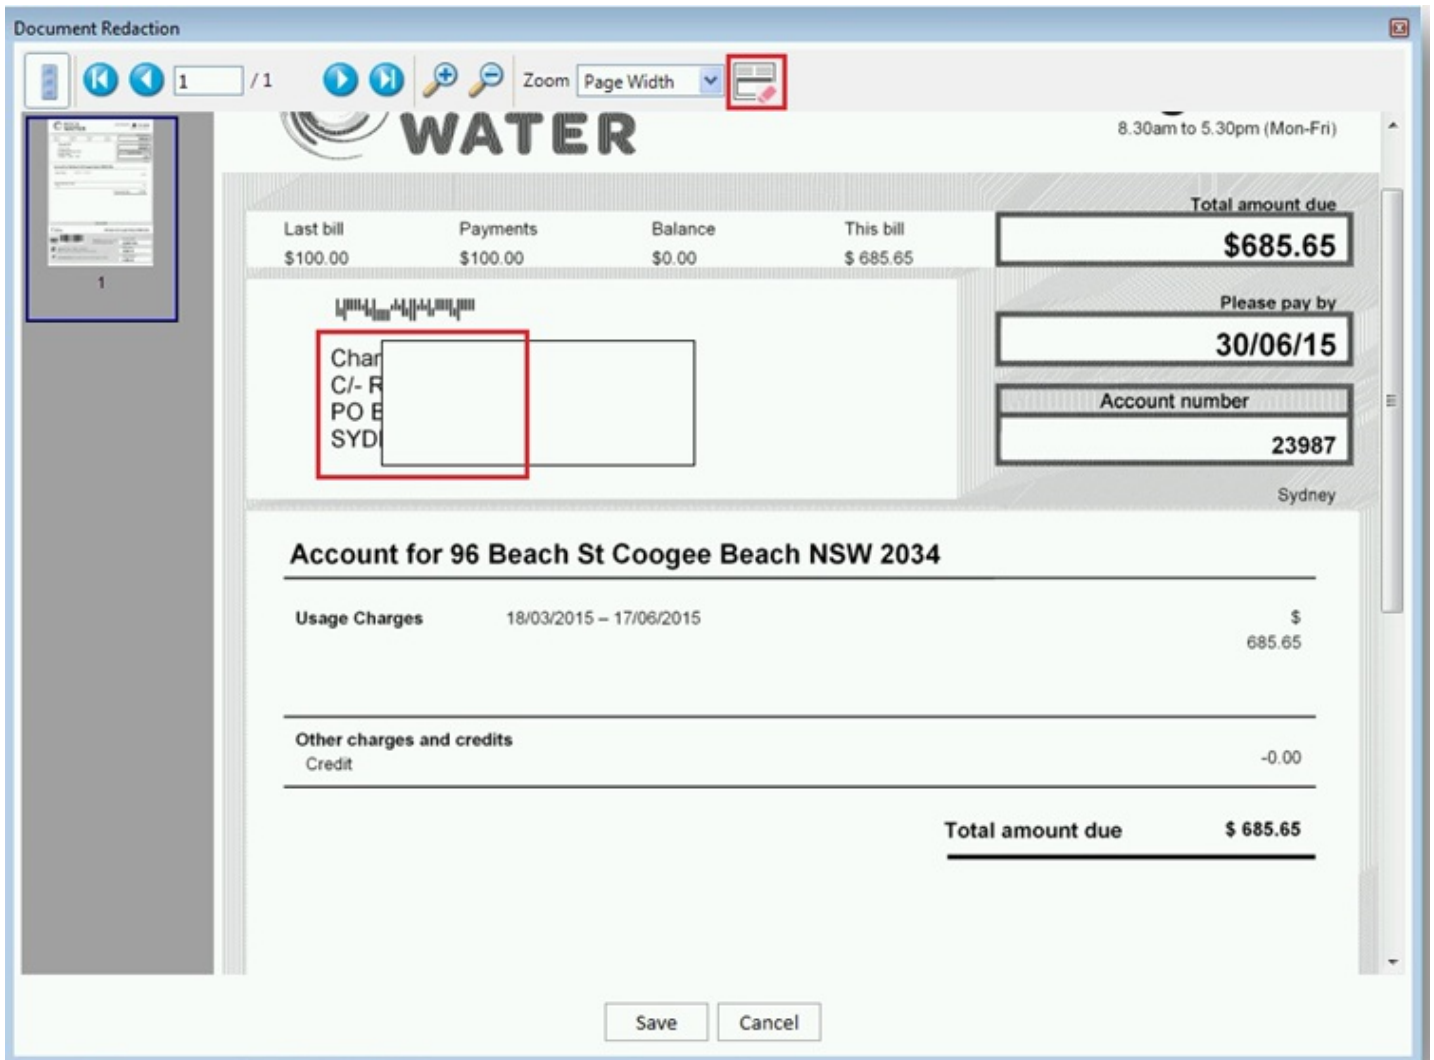 Document Redaction
1 / 1 Zoom Page Width
WATER
8.30am to 5.30pm (Mon-Fri)
Total amount due
Last bill Payments Balance This bill
$685.65
$100.00 $100.00 $0.00 $ 685.65
1
Please pay by
30/06/15
Char
C/- R
PO B
SYD
Account number
23987
Sydney
Account for 96 Beach St Coogee Beach NSW 2034
Usage Charges 18/03/2015 – 17/06/2015 $
685.65
Other charges and credits
Credit -0.00
Total amount due $ 685.65
Save Cancel